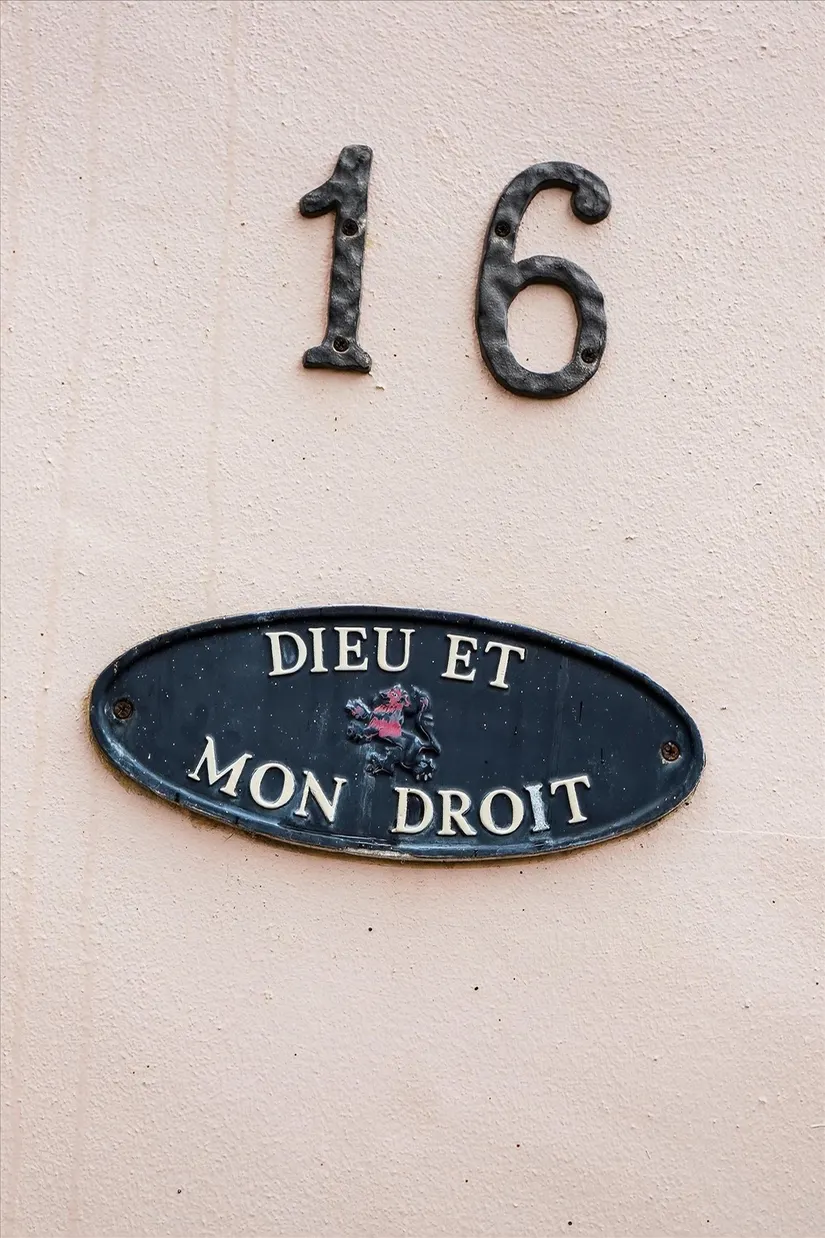 16
DIEU ET
MON DROIT